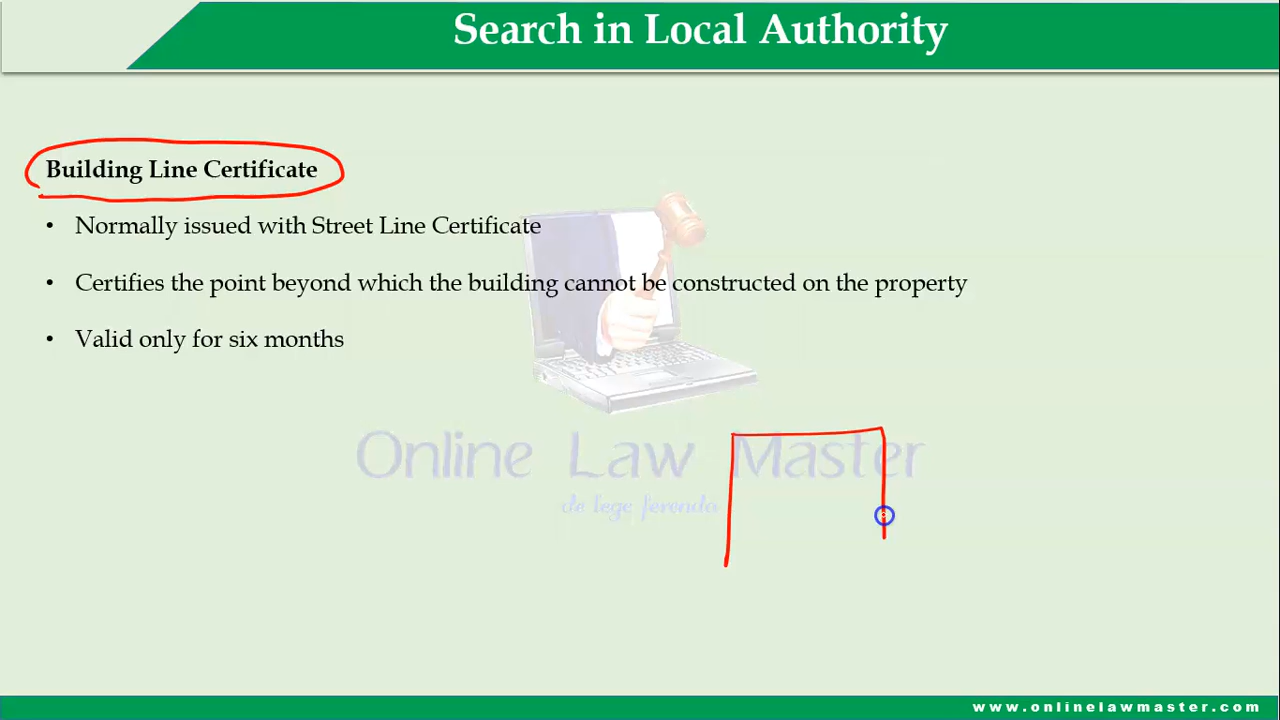 Search in Local Authority
Building Line Certificate
• Normally issued with Street Line Certificate
• Certifies the point beyond which the building cannot be constructed on the property
• Valid only for six months
Online Law Master
de lege ferenda
www.onlinelawmaster.com